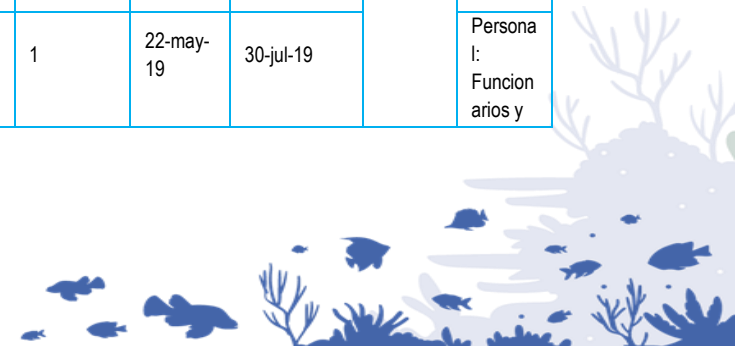 1
22-may-
19
30-jul-19
Persona
l:
Funcion
arios y